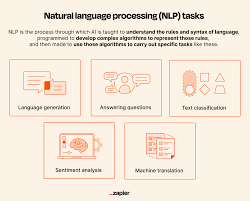 Natural language processing (NLP) tasks
NLP is the process through which AI is taught to understand the rules and syntax of language,
programmed to develop complex algorithms to represent those rules,
and then made to use those algorithms to carry out specific tasks like these.
Language generation
Answering questions
Text classification
Sentiment analysis
Machine translation
zapier